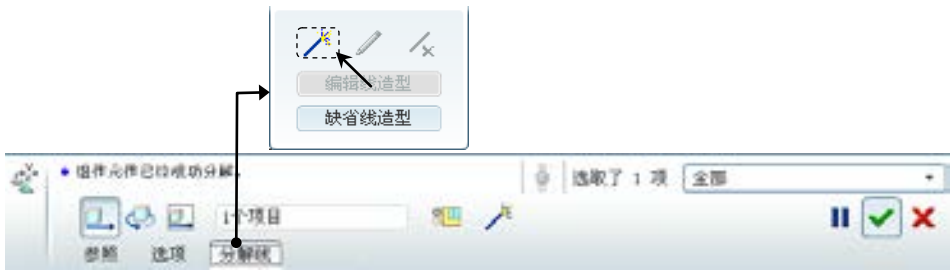 编辑线造型
缺省线造型
组件元件已经成功分解。
选取了 1 项 全部
1个项目
参照 选项 分解线